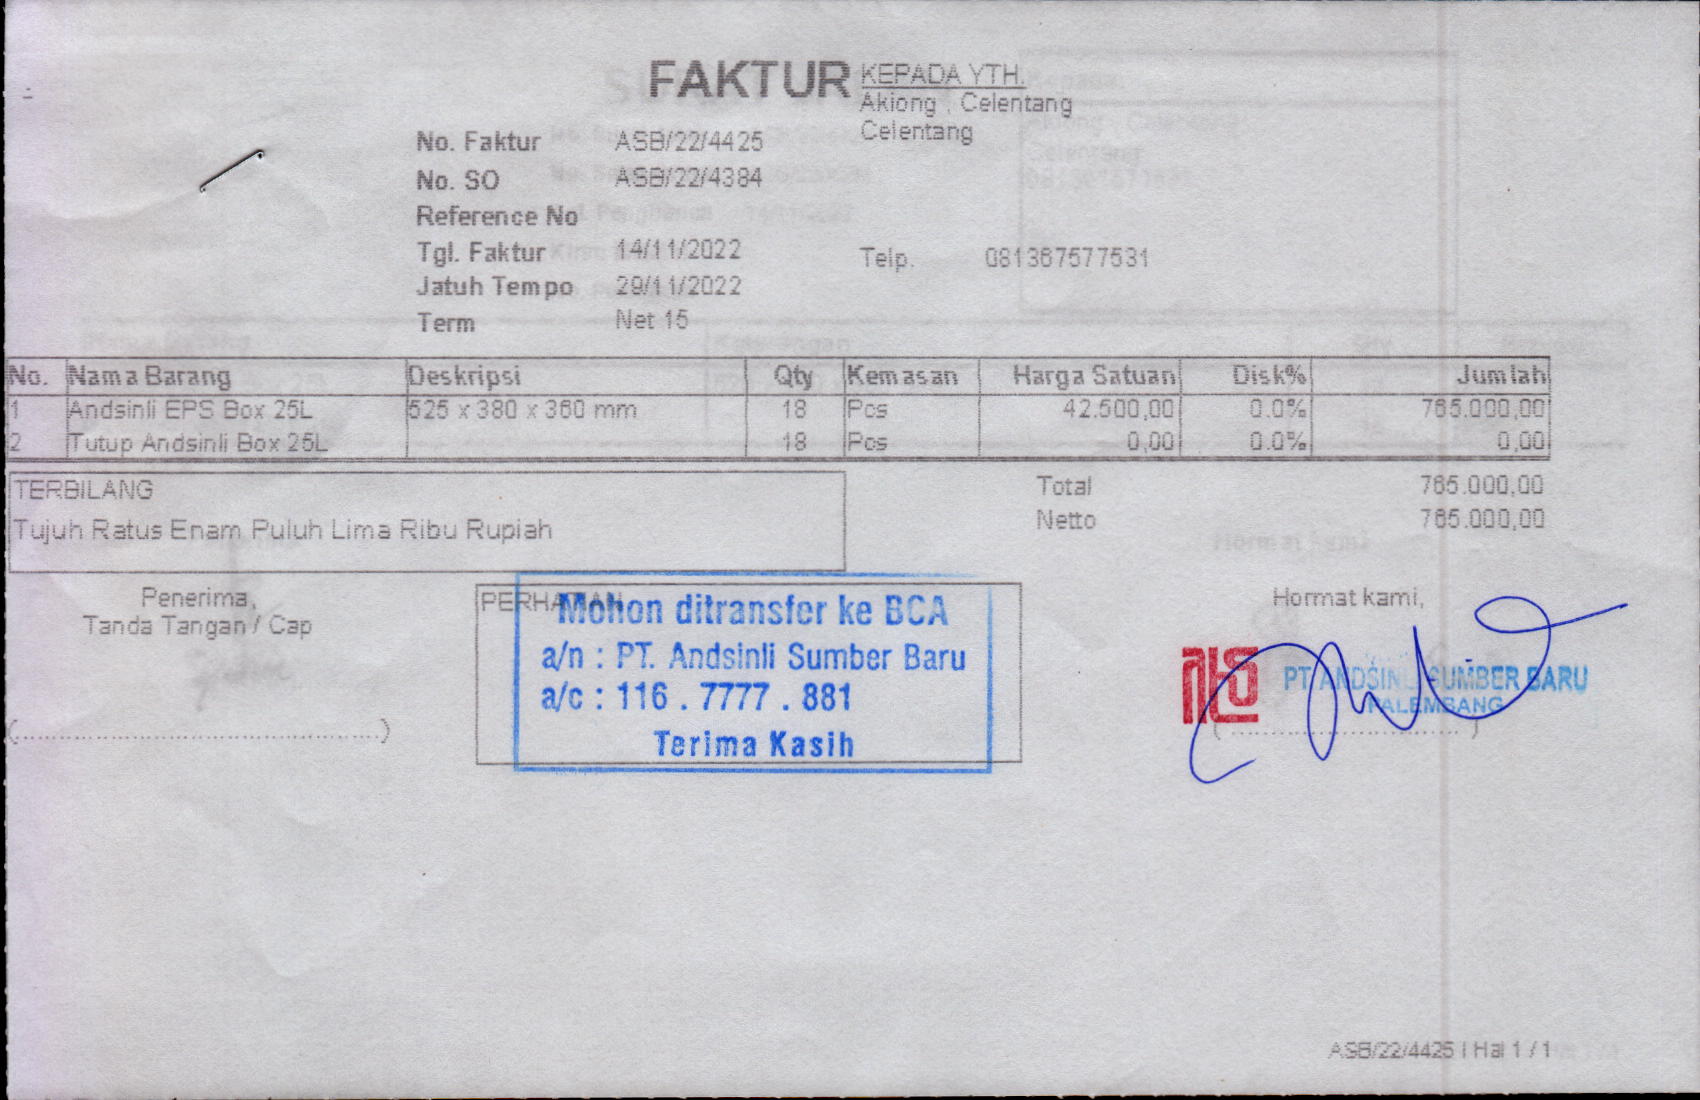 FAKTUR
KEPADA YTH.
Akiong , Celentang
Celentang
No. Faktur ASB/22/4425
No. SO ASB/22/4384
Reference No
Tgl. Faktur 14/11/2022
Telp. 081367577531
Jatuh Tempo 29/11/2022
Term Net 15
No. Nama Barang Deskripsi Qty Kemasan Harga Satuan Disk% Jumlah
1 Andsinli EPS Box 25L 525 x 380 x 360 mm 18 Pcs 42.500,00 0.0% 765.000,00
2 Tutup Andsinli Box 25L 18 Pcs 0,00 0.0% 0,00
TERBILANG
Tujuh Ratus Enam Puluh Lima Ribu Rupiah
Total 765.000,00
Netto 765.000,00
Penerima,
Tanda Tangan / Cap
(..........................................)
PERHATIAN
Mohon ditransfer ke BCA
a/n : PT. Andsinli Sumber Baru
a/c : 116 . 7777 . 881
Terima Kasih
Hormat kami,
PT. ANDSINLI SUMBER BARU
PALEMBANG
(..............................)
ASB/22/4425 | Hal 1 / 1